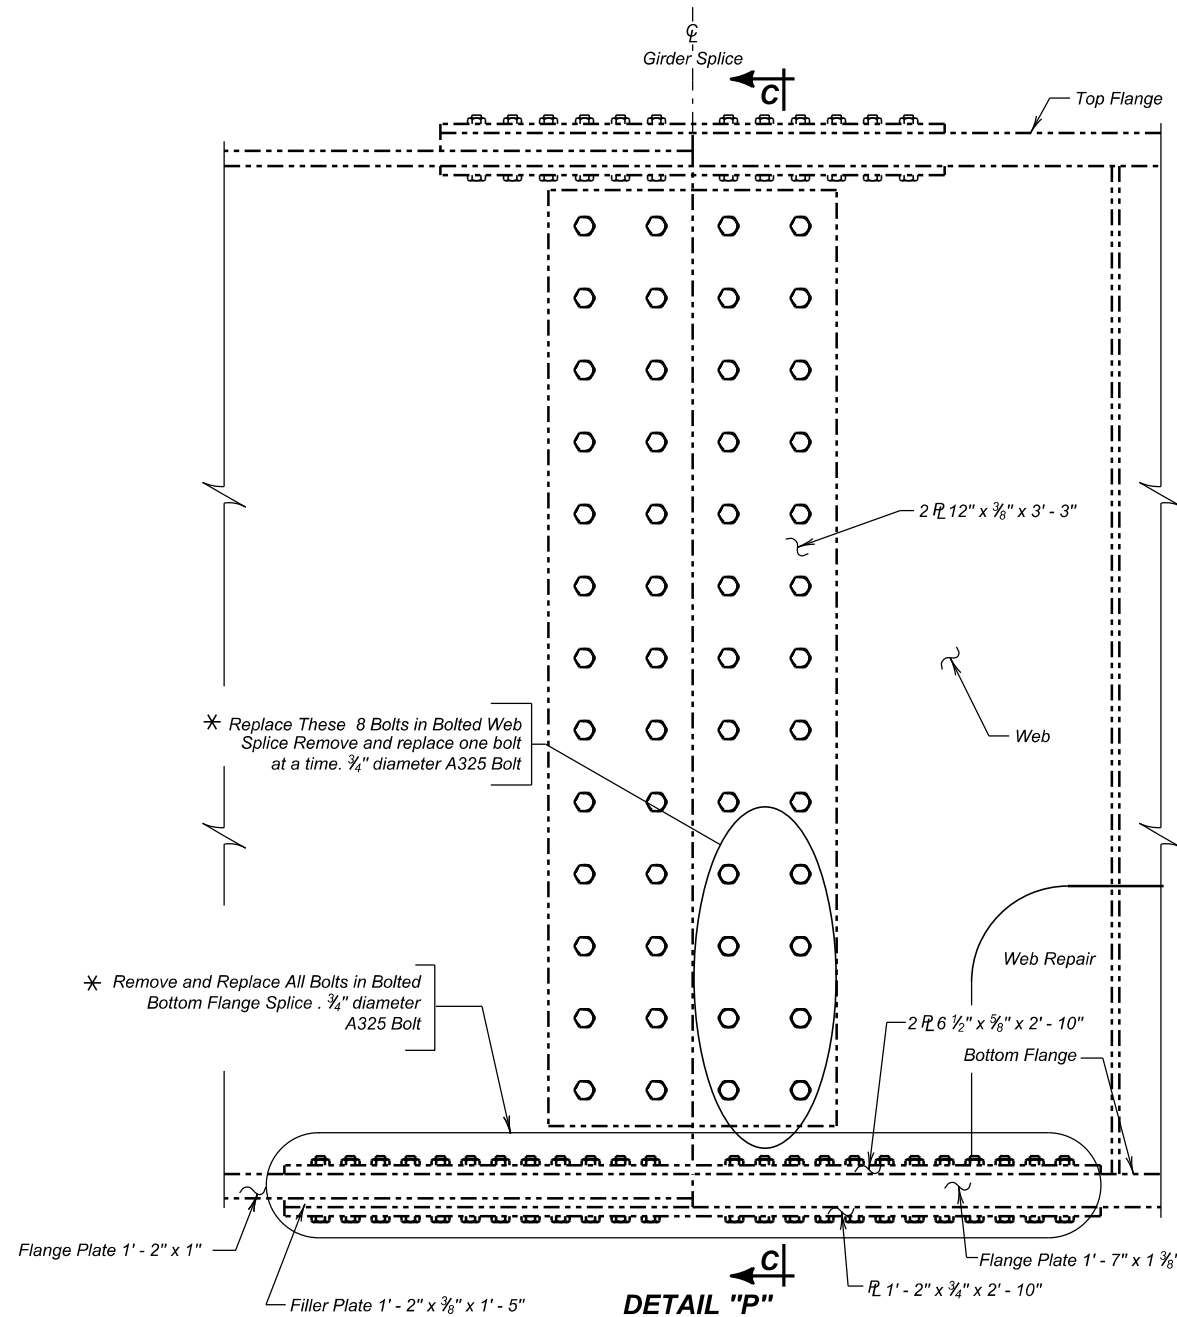 ℄
Girder Splice
C
Top Flange
2 ℙL 12" x 3/8" x 3' - 3"
* Replace These 8 Bolts in Bolted Web
Splice Remove and replace one bolt
at a time. 3/4" diameter A325 Bolt
Web
Web Repair
* Remove and Replace All Bolts in Bolted
Bottom Flange Splice . 3/4" diameter
A325 Bolt
2 ℙL 6 1/2" x 5/8" x 2' - 10"
Bottom Flange
Flange Plate 1' - 2" x 1"
C
Flange Plate 1' - 7" x 1 3/8"
ℙL 1' - 2" x 3/4" x 2' - 10"
Filler Plate 1' - 2" x 3/8" x 1' - 5"
DETAIL "P"